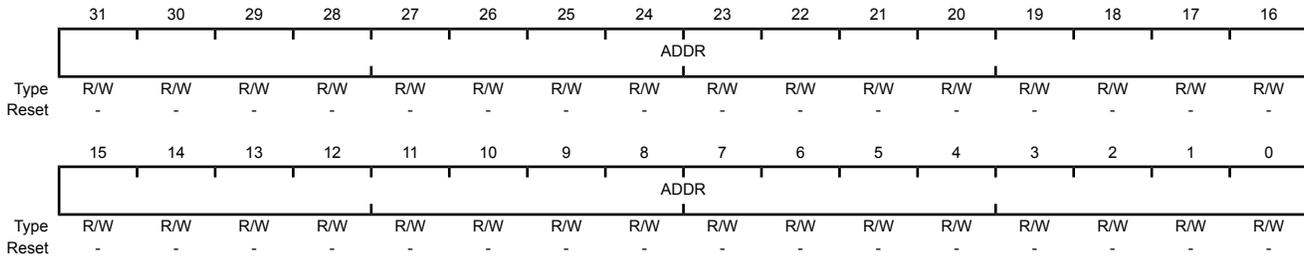 31 30 29 28 27 26 25 24 23 22 21 20 19 18 17 16
ADDR
Type R/W R/W R/W R/W R/W R/W R/W R/W R/W R/W R/W R/W R/W R/W R/W R/W
Reset - - - - - - - - - - - - - - - -
15 14 13 12 11 10 9 8 7 6 5 4 3 2 1 0
ADDR
Type R/W R/W R/W R/W R/W R/W R/W R/W R/W R/W R/W R/W R/W R/W R/W R/W
Reset - - - - - - - - - - - - - - - -